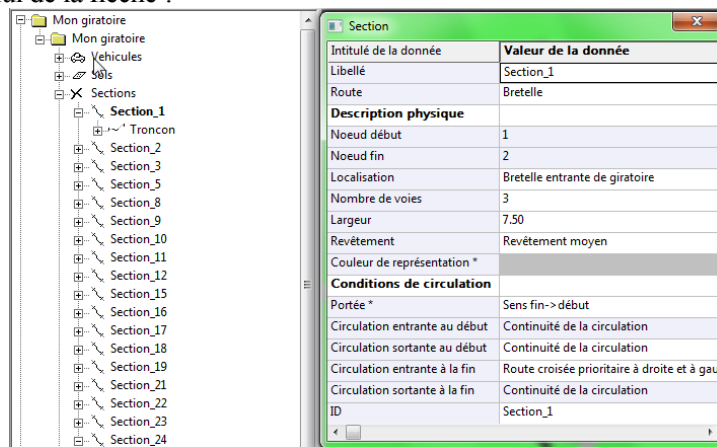 lui de la flèche :
Mon giratoire
Mon giratoire
Vehicules
Sections
Section_1
Troncon
Section_2
Section_3
Section_5
Section_8
Section_9
Section_10
Section_11
Section_12
Section_15
Section_16
Section_17
Section_18
Section_19
Section_21
Section_22
Section_23
Section_24
Section
Intitulé de la donnée Valeur de la donnée
Libellé Section_1
Route Bretelle
Description physique
Noeud début 1
Noeud fin 2
Localisation Bretelle entrante de giratoire
Nombre de voies 3
Largeur 7.50
Revêtement Revêtement moyen
Couleur de représentation *
Conditions de circulation
Portée * Sens fin->début
Circulation entrante au début Continuité de la circulation
Circulation sortante au début Continuité de la circulation
Circulation entrante à la fin Route croisée prioritaire à droite et à gau
Circulation sortante à la fin Continuité de la circulation
ID Section_1